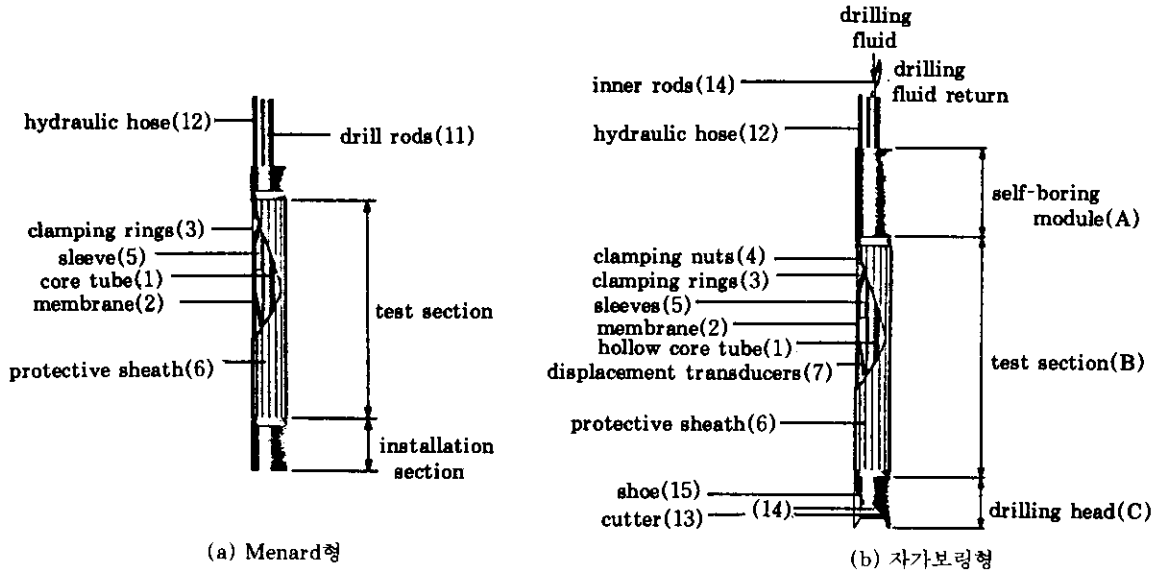 hydraulic hose(12)
drill rods(11)
clamping rings(3)
sleeve(5)
core tube(1)
membrane(2)
test section
protective sheath(6)
installation
section
(a) Menard형
drilling
fluid
inner rods(14)
drilling
fluid return
hydraulic hose(12)
self-boring
module(A)
clamping nuts(4)
clamping rings(3)
sleeves(5)
membrane(2)
hollow core tube(1)
displacement transducers(7)
test section(B)
protective sheath(6)
shoe(15)
(14)
cutter(13)
drilling head(C)
(b) 자가보링형